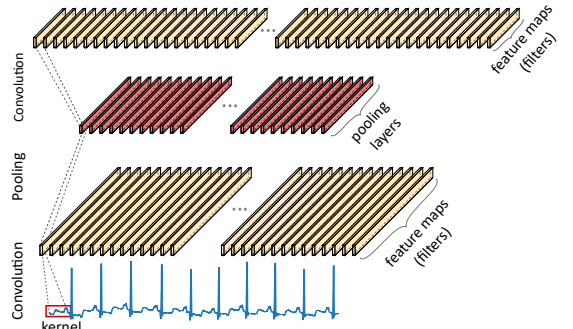 Convolution
feature maps
(filters)
...
pooling
layers
Pooling
...
feature maps
(filters)
Convolution
...
kernel